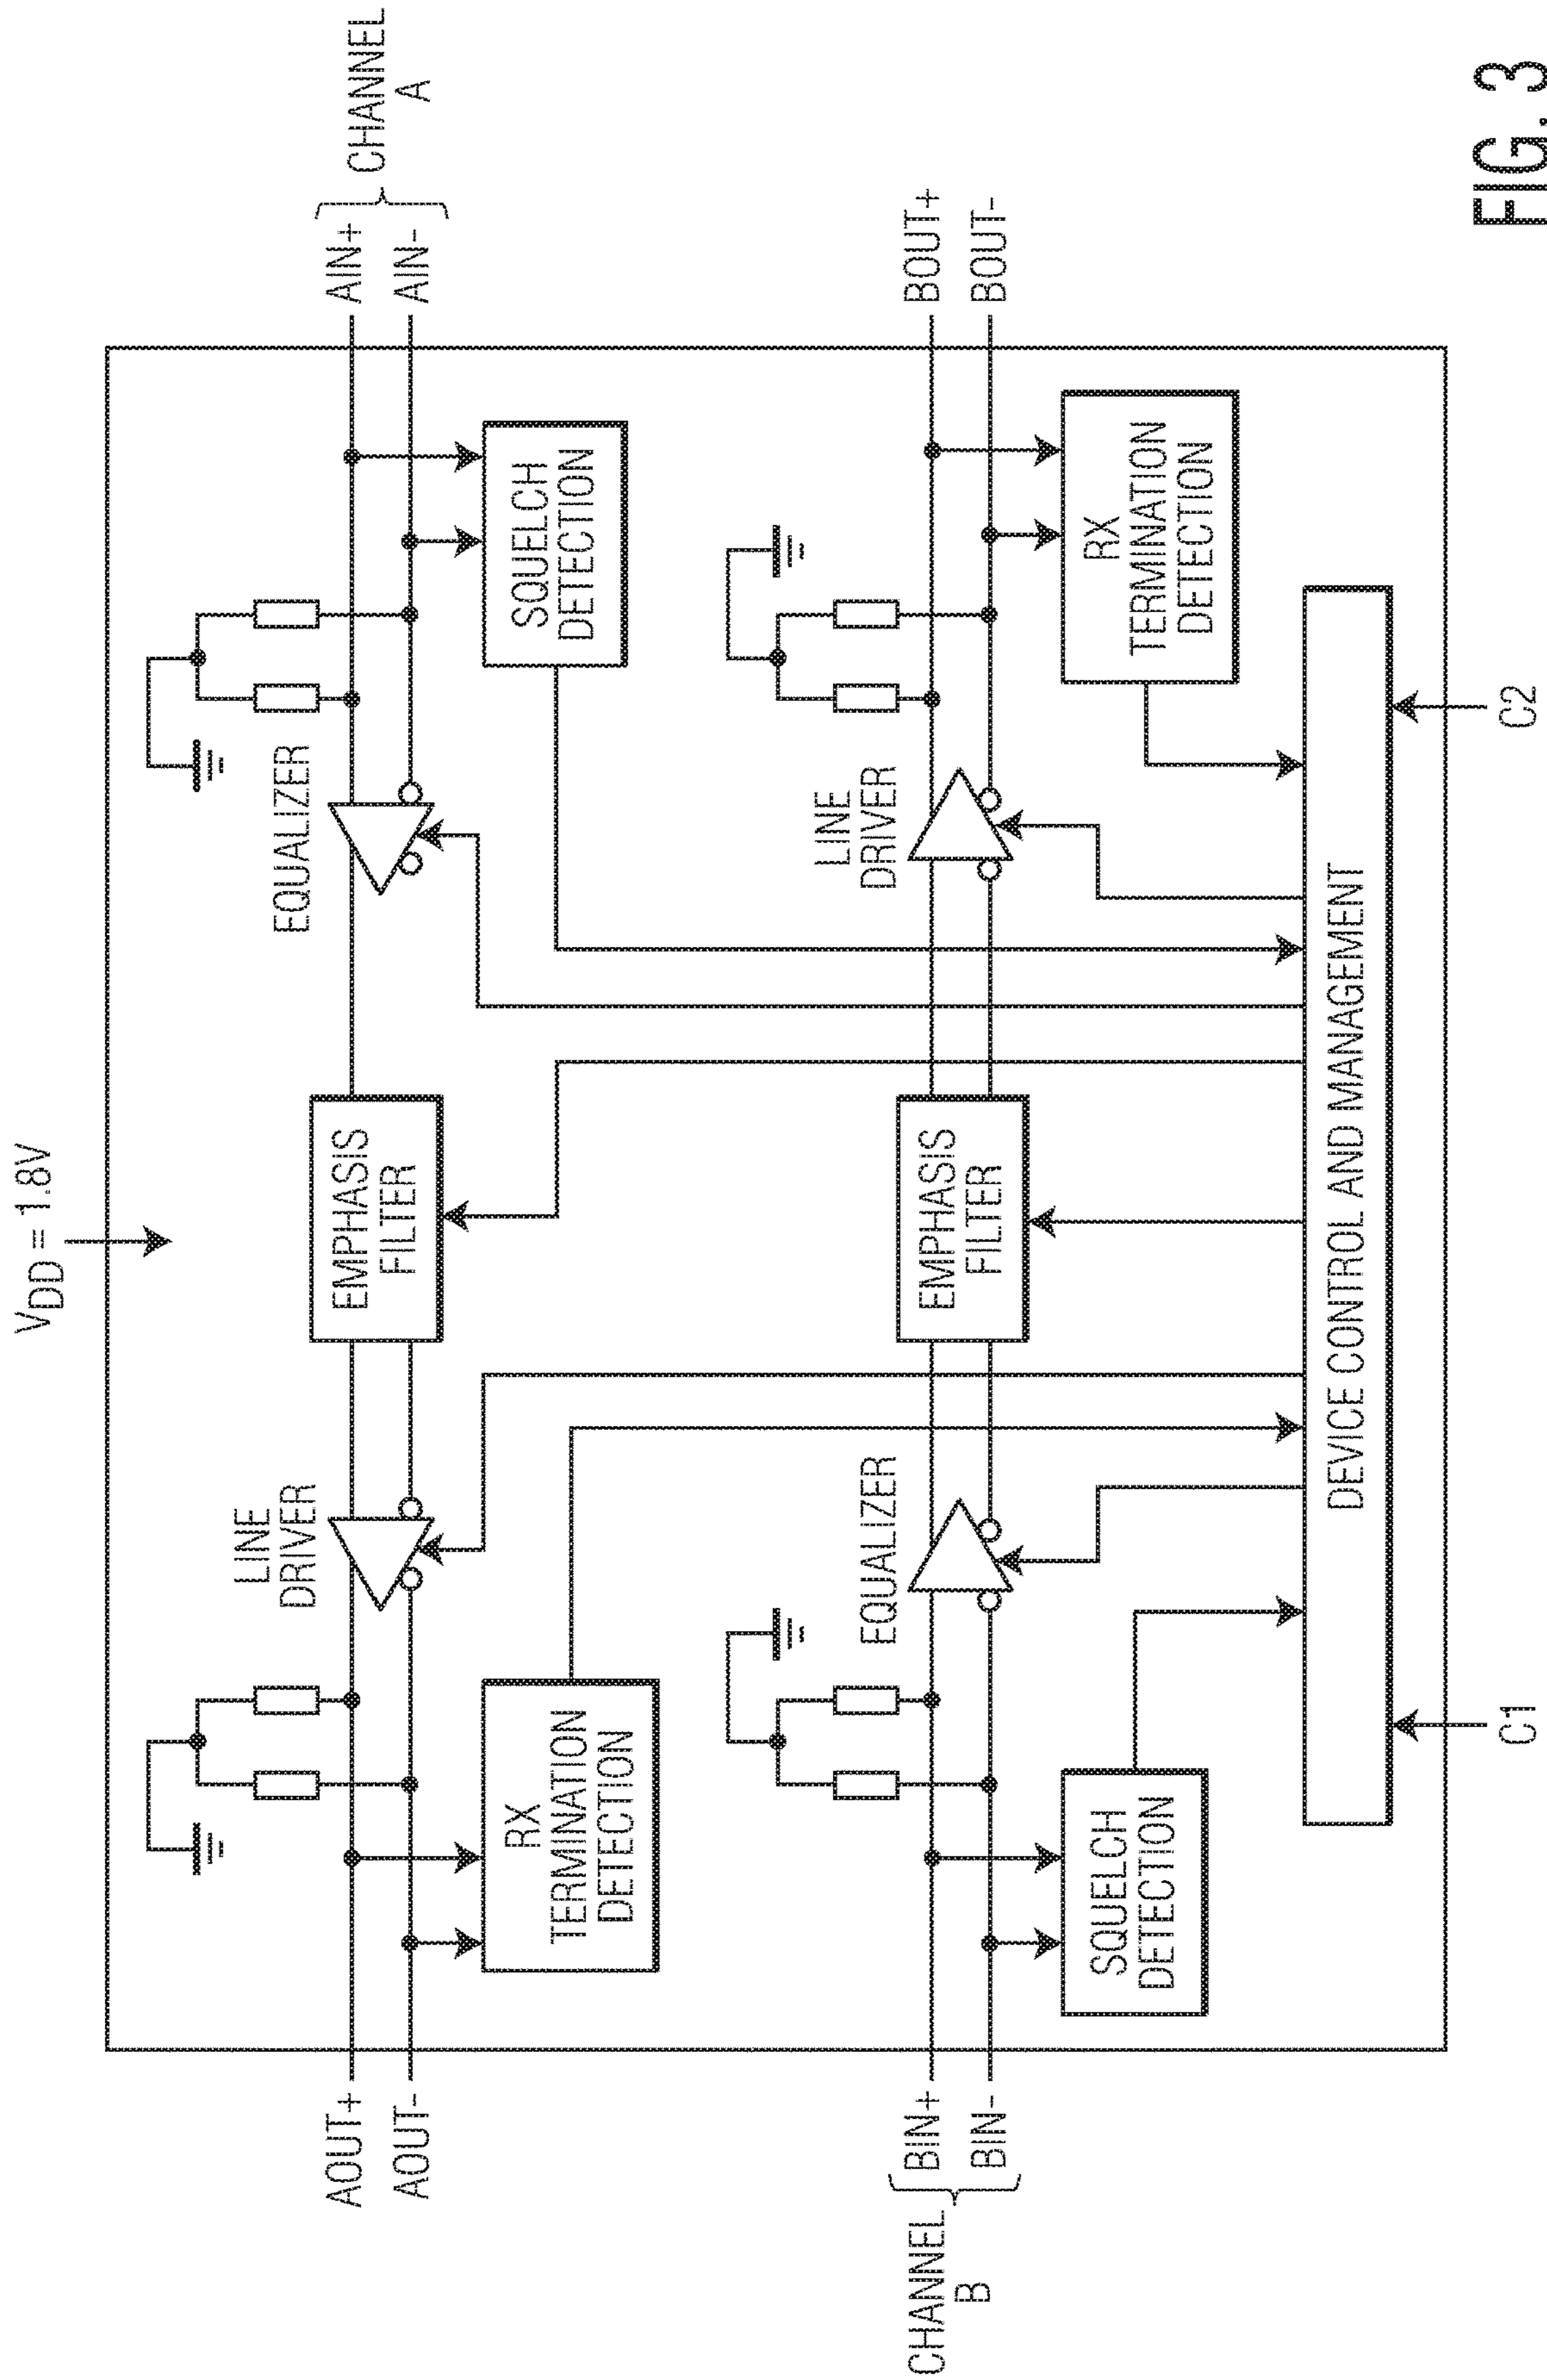 VDD = 1.8V
AOUT+
AOUT-
LINE
DRIVER
EMPHASIS
FILTER
EQUALIZER
AIN+
AIN-
CHANNEL
A
RX
TERMINATION
DETECTION
SQUELCH
DETECTION
CHANNEL
B
BIN+
BIN-
EQUALIZER
EMPHASIS
FILTER
LINE
DRIVER
BOUT+
BOUT-
SQUELCH
DETECTION
RX
TERMINATION
DETECTION
DEVICE CONTROL AND MANAGEMENT
C1
C2
FIG. 3